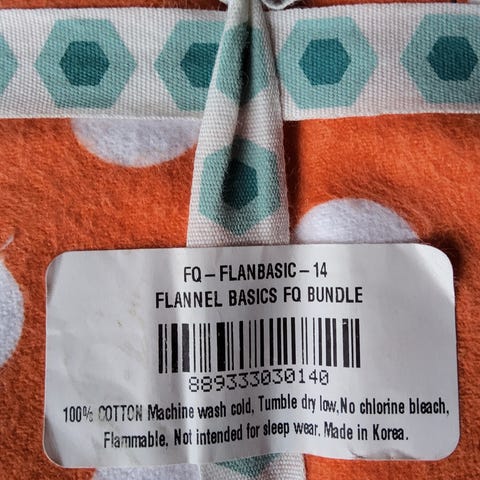 FQ-FLANBASIC-14
FLANNEL BASICS FQ BUNDLE
889333030140
100% COTTON Machine wash cold, Tumble dry low,No chlorine bleach,
Flammable, Not intended for sleep wear. Made in Korea.